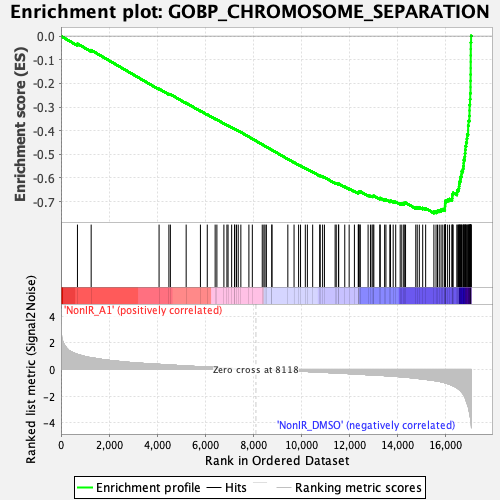 Enrichment plot: GOBP_CHROMOSOME_SEPARATION
Enrichment score (ES)
0.0
-0.1
-0.2
-0.3
-0.4
-0.5
-0.6
-0.7
'NonIR_A1' (positively correlated)
Ranked list metric (Signal2Noise)
4
2
0
-2
-4
Zero cross at 8118
'NonIR_DMSO' (negatively correlated)
0 2,000 4,000 6,000 8,000 10,000 12,000 14,000 16,000
Rank in Ordered Dataset
Enrichment profile Hits Ranking metric scores